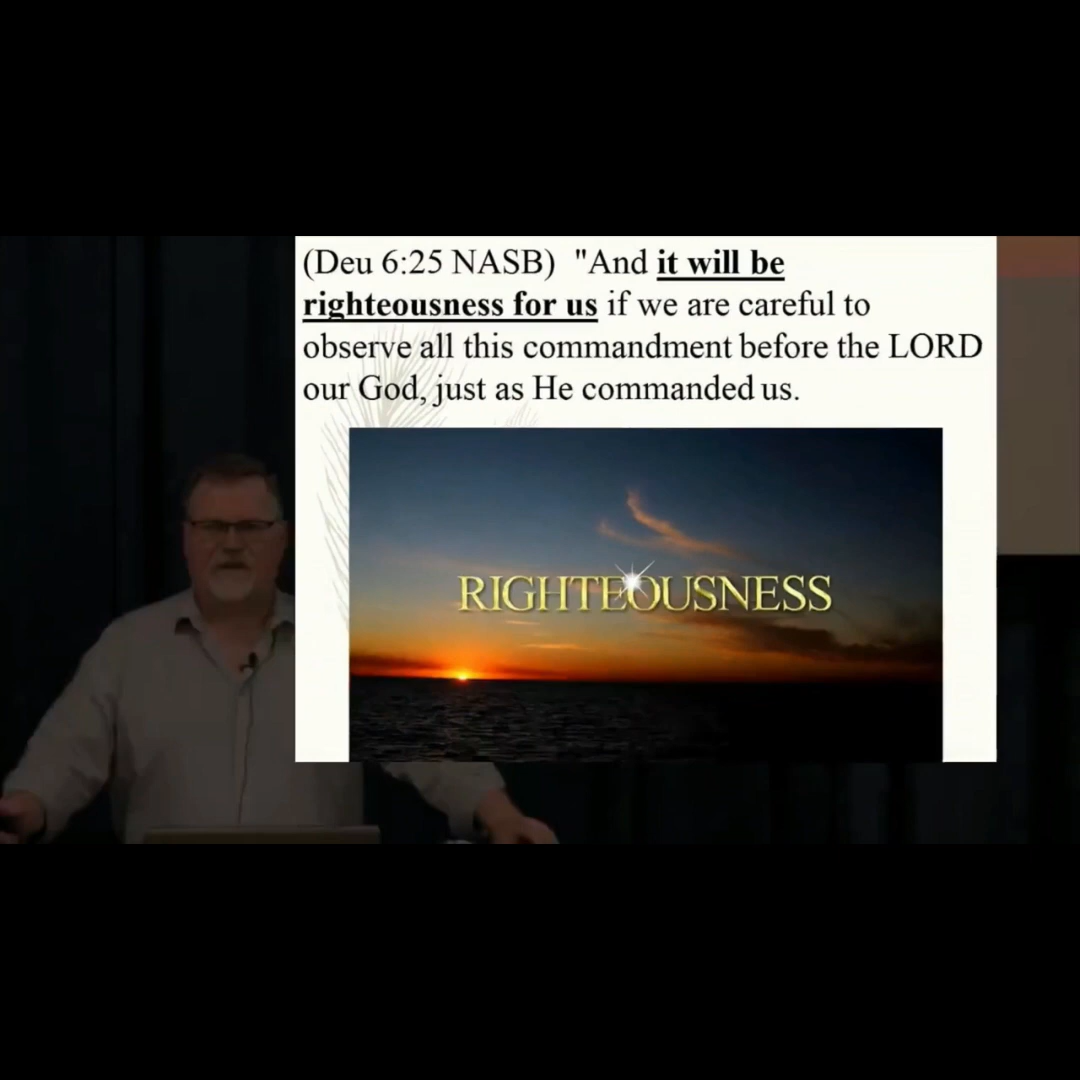 (Deu 6:25 NASB)  "And it will be
righteousness for us if we are careful to
observe all this commandment before the LORD
our God, just as He commanded us.
RIGHTEOUSNESS